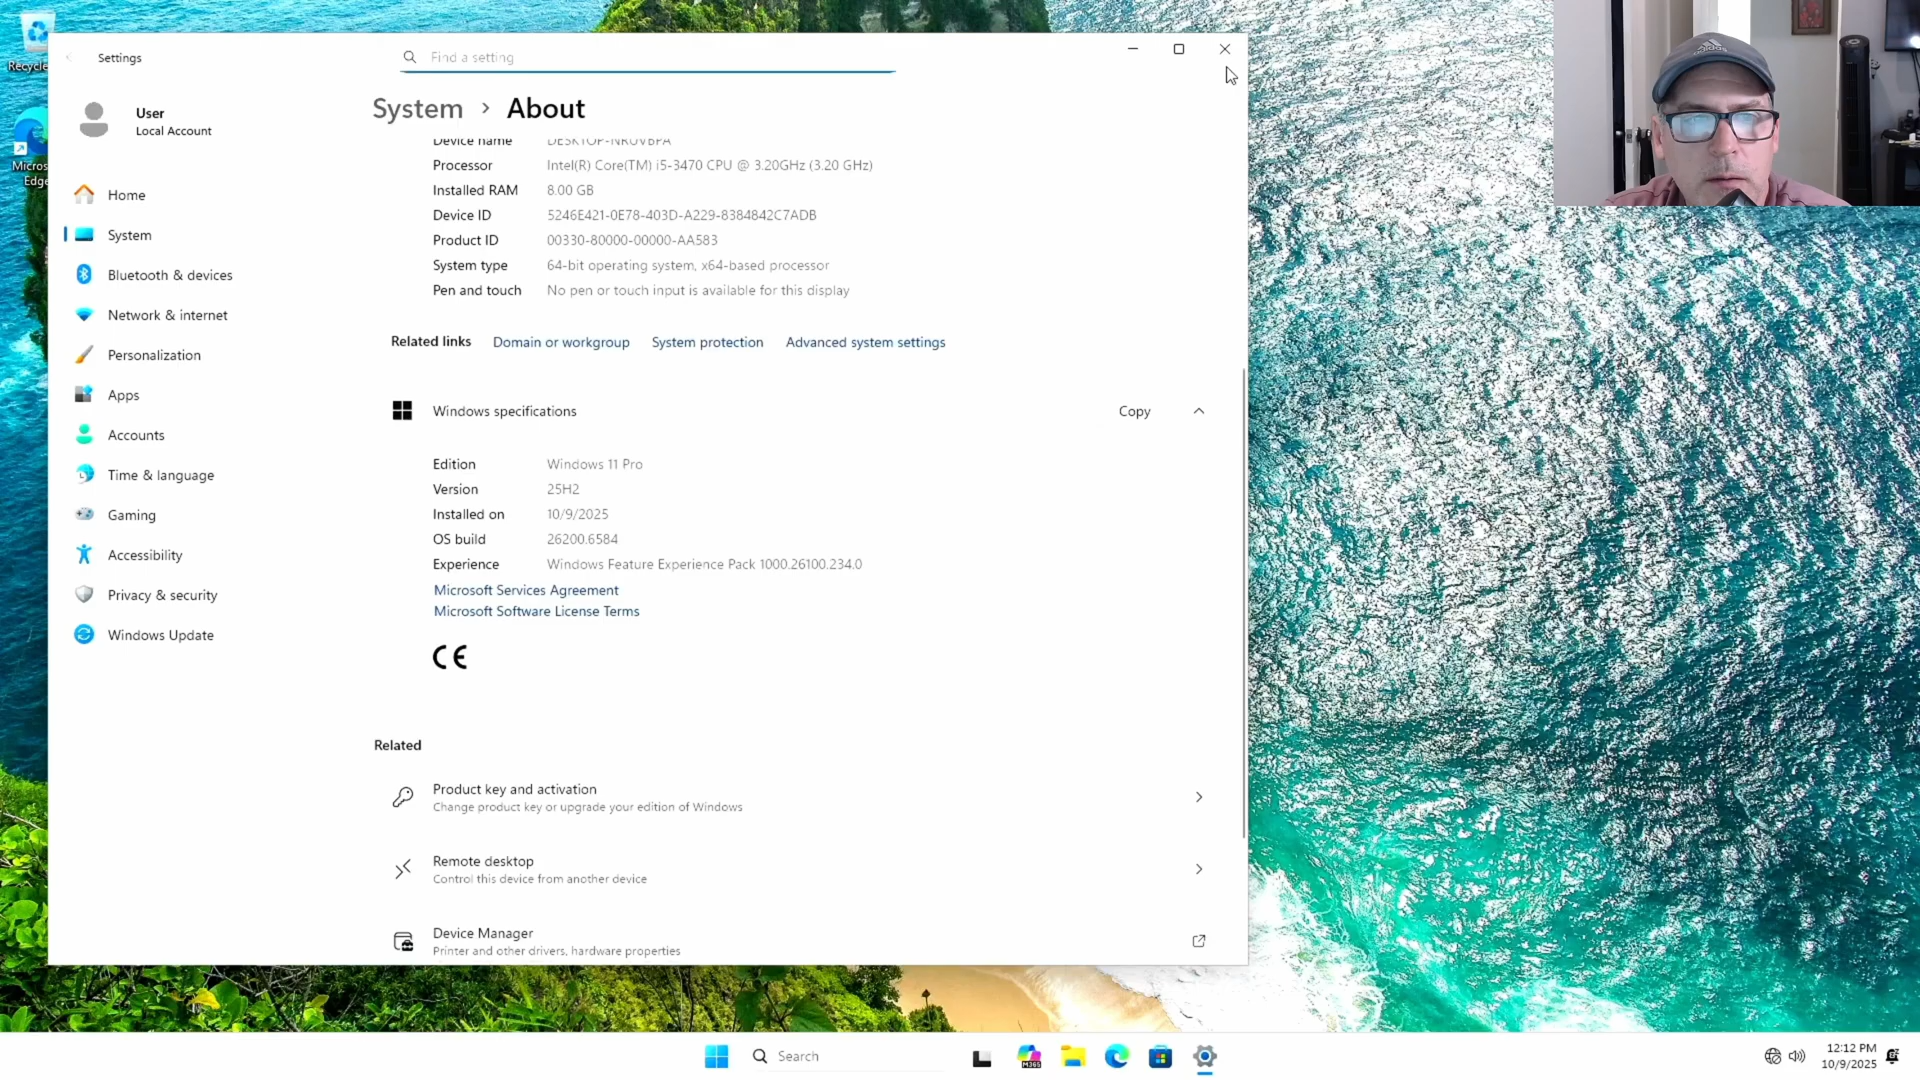 Recycle
Micros
Edge
Settings
Find a setting
User
Local Account
Home
System
Bluetooth & devices
Network & internet
Personalization
Apps
Accounts
Time & language
Gaming
Accessibility
Privacy & security
Windows Update
System > About
Device name
Processor Intel(R) Core(TM) i5-3470 CPU @ 3.20GHz (3.20 GHz)
Installed RAM 8.00 GB
Device ID 5246E421-0E78-403D-A229-8384842C7ADB
Product ID 00330-80000-00000-AA583
System type 64-bit operating system, x64-based processor
Pen and touch No pen or touch input is available for this display
Related links Domain or workgroup System protection Advanced system settings
Windows specifications Copy
Edition Windows 11 Pro
Version 25H2
Installed on 10/9/2025
OS build 26200.6584
Experience Windows Feature Experience Pack 1000.26100.234.0
Microsoft Services Agreement
Microsoft Software License Terms
CE
Related
Product key and activation
Change product key or upgrade your edition of Windows
Remote desktop
Control this device from another device
Device Manager
Printer and other drivers, hardware properties
adidas
Search
M365
12:12 PM
10/9/2025